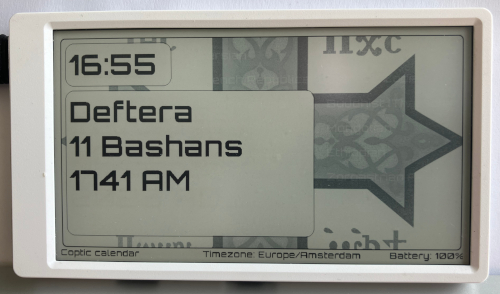 16:55
Deftera
11 Bashans
1741 AM
Coptic calendar
Timezone: Europe/Amsterdam
Battery: 100%